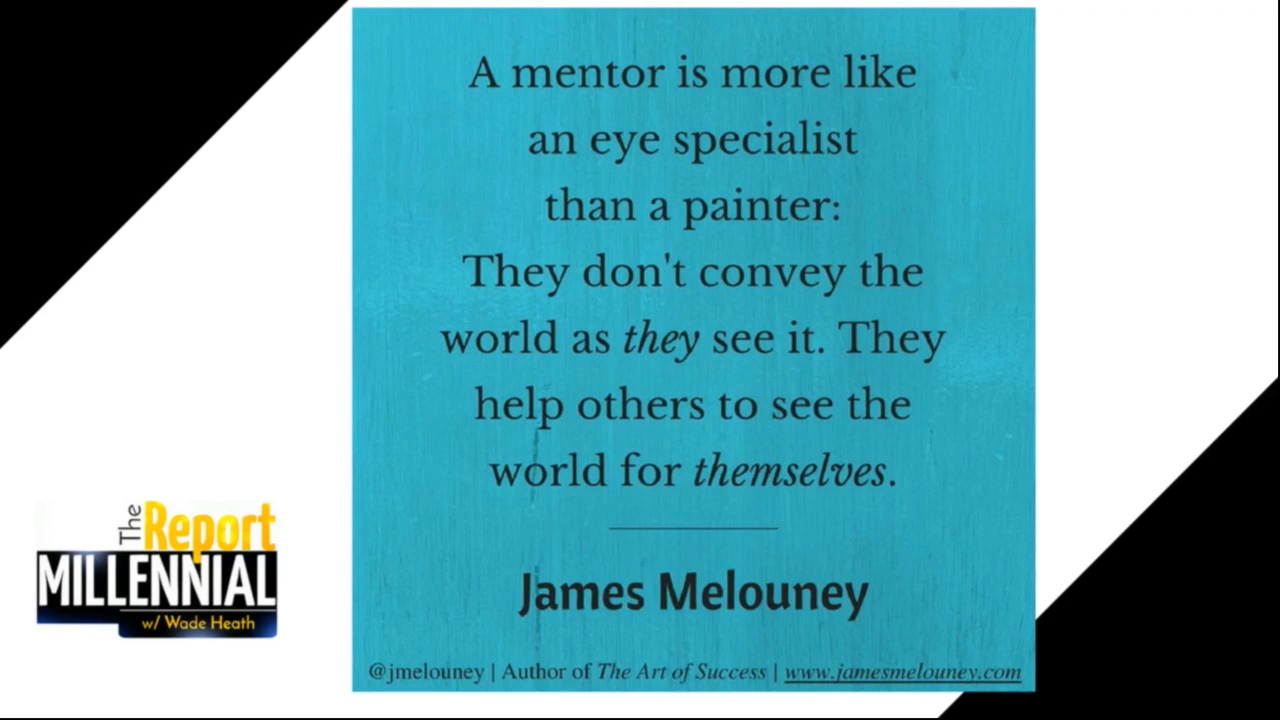 A mentor is more like
an eye specialist
than a painter:
They don't convey the
world as they see it. They
help others to see the
world for themselves.
James Melouney
@jmelouney | Author of The Art of Success | www.jamesmelouney.com
The Report
MILLENNIAL
w/ Wade Heath